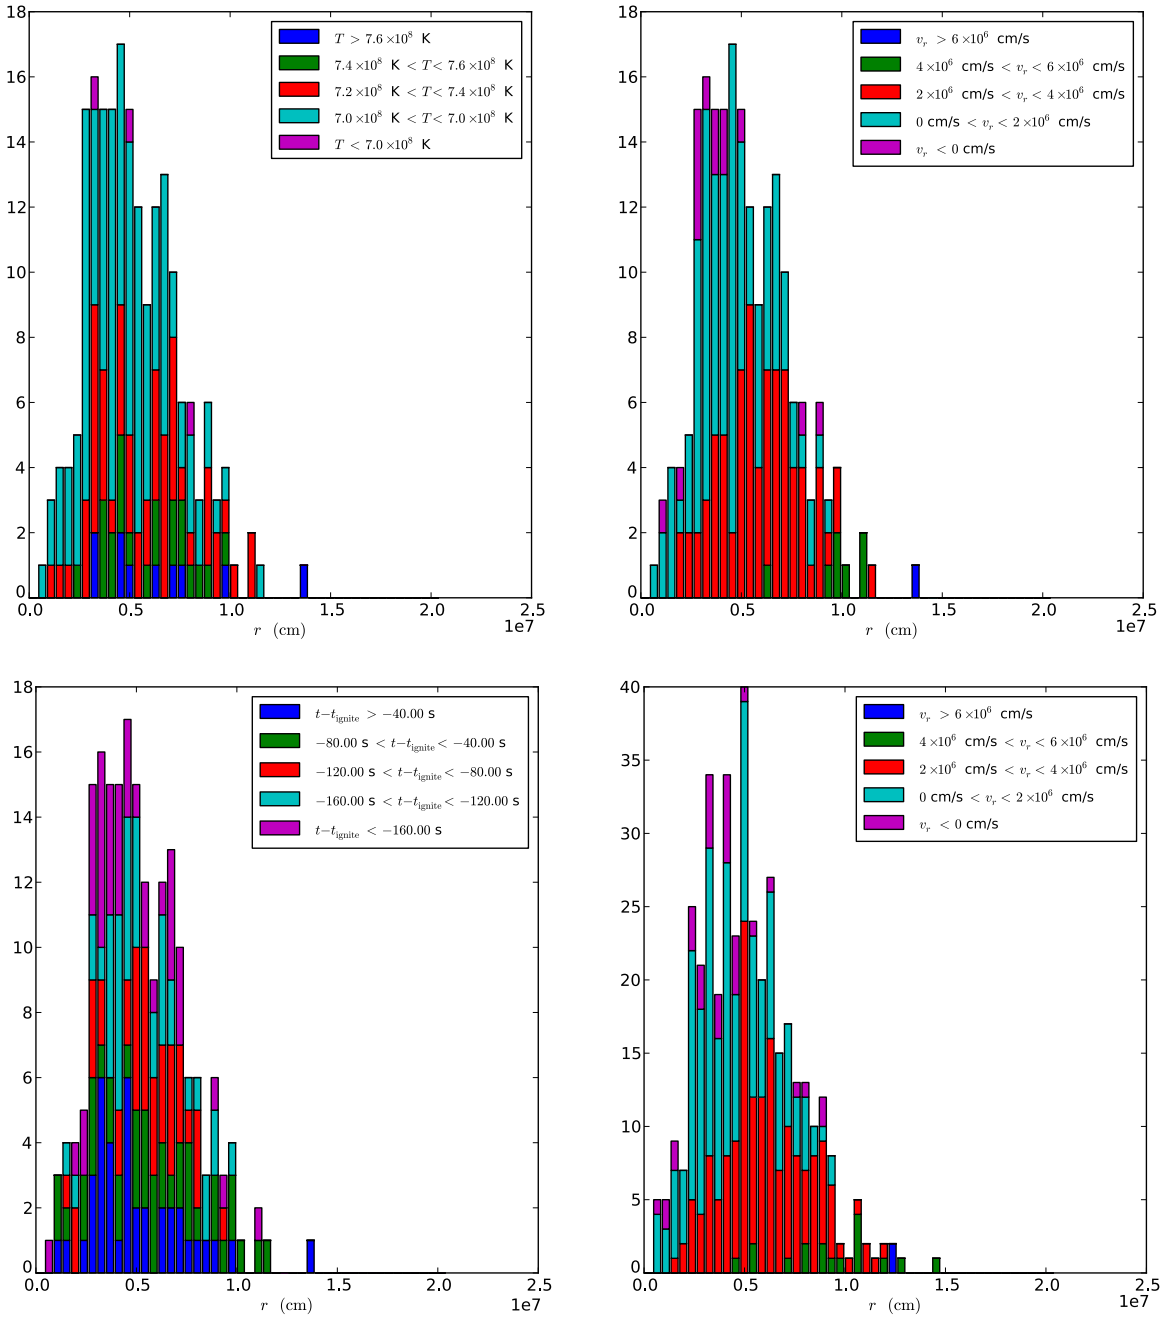 18
16
14
12
10
8
6
4
2
0
0.0 0.5 1.0 1.5 2.0 2.5
1e7
r (cm)
T > 7.6×10⁸ K
7.4×10⁸ K < T < 7.6×10⁸ K
7.2×10⁸ K < T < 7.4×10⁸ K
7.0×10⁸ K < T < 7.0×10⁸ K
T < 7.0×10⁸ K
18
16
14
12
10
8
6
4
2
0
0.0 0.5 1.0 1.5 2.0 2.5
1e7
r (cm)
v_r > 6×10⁶ cm/s
4×10⁶ cm/s < v_r < 6×10⁶ cm/s
2×10⁶ cm/s < v_r < 4×10⁶ cm/s
0 cm/s < v_r < 2×10⁶ cm/s
v_r < 0 cm/s
18
16
14
12
10
8
6
4
2
0
0.0 0.5 1.0 1.5 2.0 2.5
1e7
r (cm)
t−t_ignite > −40.00 s
−80.00 s < t−t_ignite < −40.00 s
−120.00 s < t−t_ignite < −80.00 s
−160.00 s < t−t_ignite < −120.00 s
t−t_ignite < −160.00 s
40
35
30
25
20
15
10
5
0
0.0 0.5 1.0 1.5 2.0 2.5
1e7
r (cm)
v_r > 6×10⁶ cm/s
4×10⁶ cm/s < v_r < 6×10⁶ cm/s
2×10⁶ cm/s < v_r < 4×10⁶ cm/s
0 cm/s < v_r < 2×10⁶ cm/s
v_r < 0 cm/s